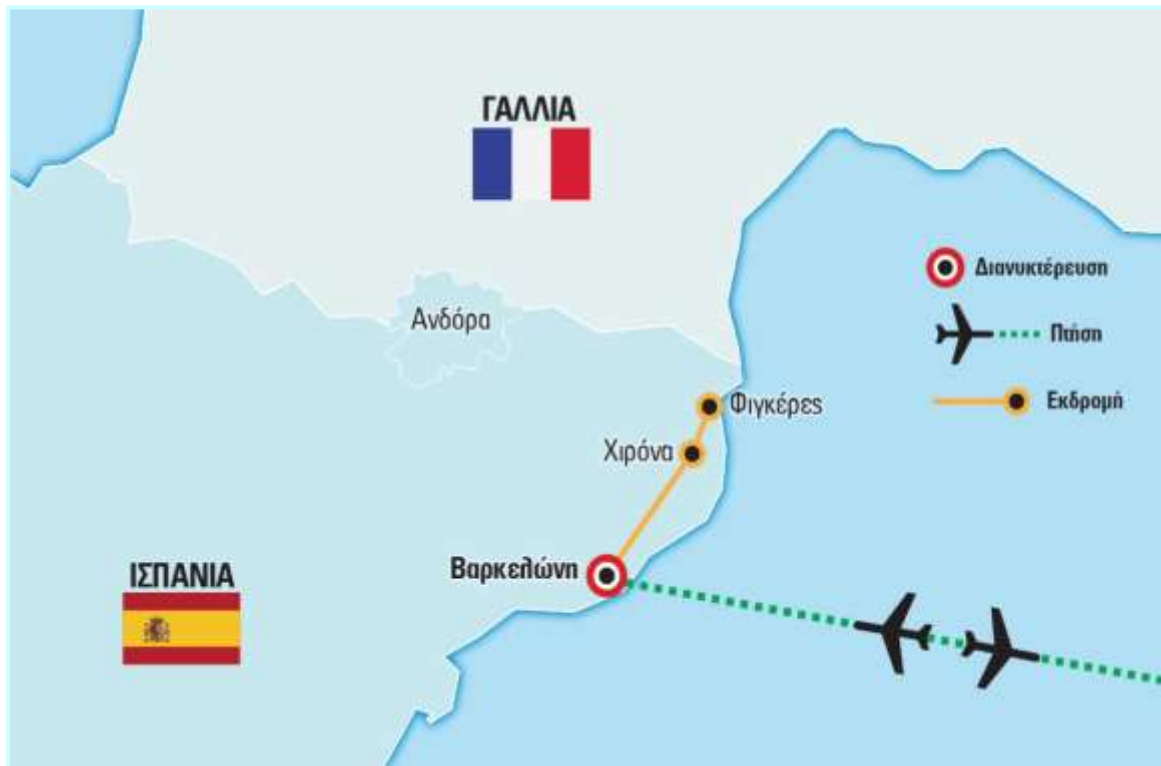 ΓΑΛΛΙΑ
Διανυκτέρευση
Ανδόρα
Πτήση
Φιγκέρες
Εκδρομή
Χιρόνα
Βαρκελώνη
ΙΣΠΑΝΙΑ